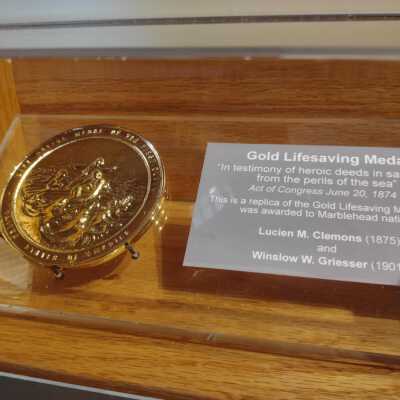 Gold Lifesaving Meda
"In testimony of heroic deeds in sa
from the perils of the sea"
Act of Congress June 20, 1874
This is a replica of the Gold Lifesaving M
was awarded to Marblehead nati
Lucien M. Clemons (1875)
and
Winslow W. Griesser (1901